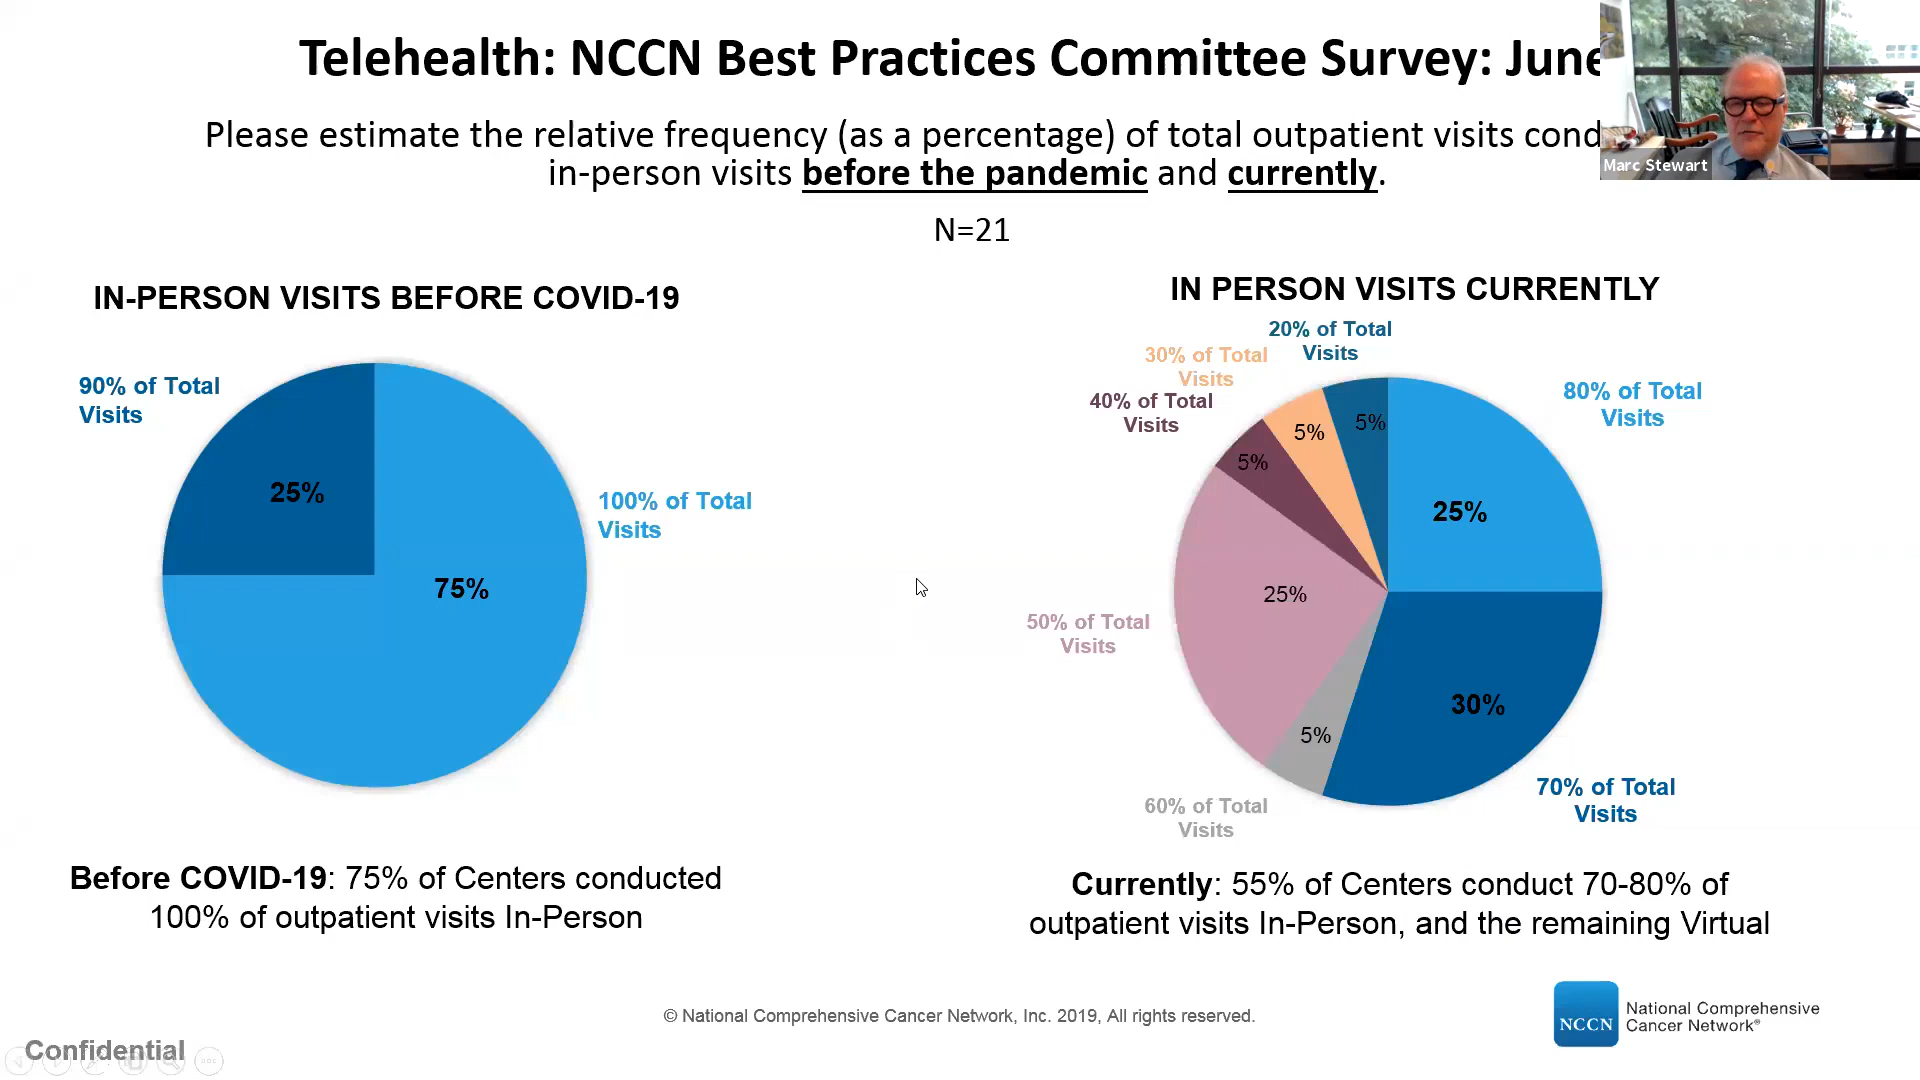 Telehealth: NCCN Best Practices Committee Survey: June
Please estimate the relative frequency (as a percentage) of total outpatient visits
in-person visits before the pandemic and currently.
N=21
Marc Stewart
IN-PERSON VISITS BEFORE COVID-19
90% of Total
Visits
25%
100% of Total
Visits
75%
Before COVID-19: 75% of Centers conducted
100% of outpatient visits In-Person
IN PERSON VISITS CURRENTLY
20% of Total
Visits
30% of Total
Visits
40% of Total
Visits
80% of Total
Visits
5%
5%
5%
25%
25%
50% of Total
Visits
30%
5%
70% of Total
Visits
60% of Total
Visits
Currently: 55% of Centers conduct 70-80% of
outpatient visits In-Person, and the remaining Virtual
© National Comprehensive Cancer Network, Inc. 2019, All rights reserved.
NCCN
National Comprehensive
Cancer Network®
Confidential